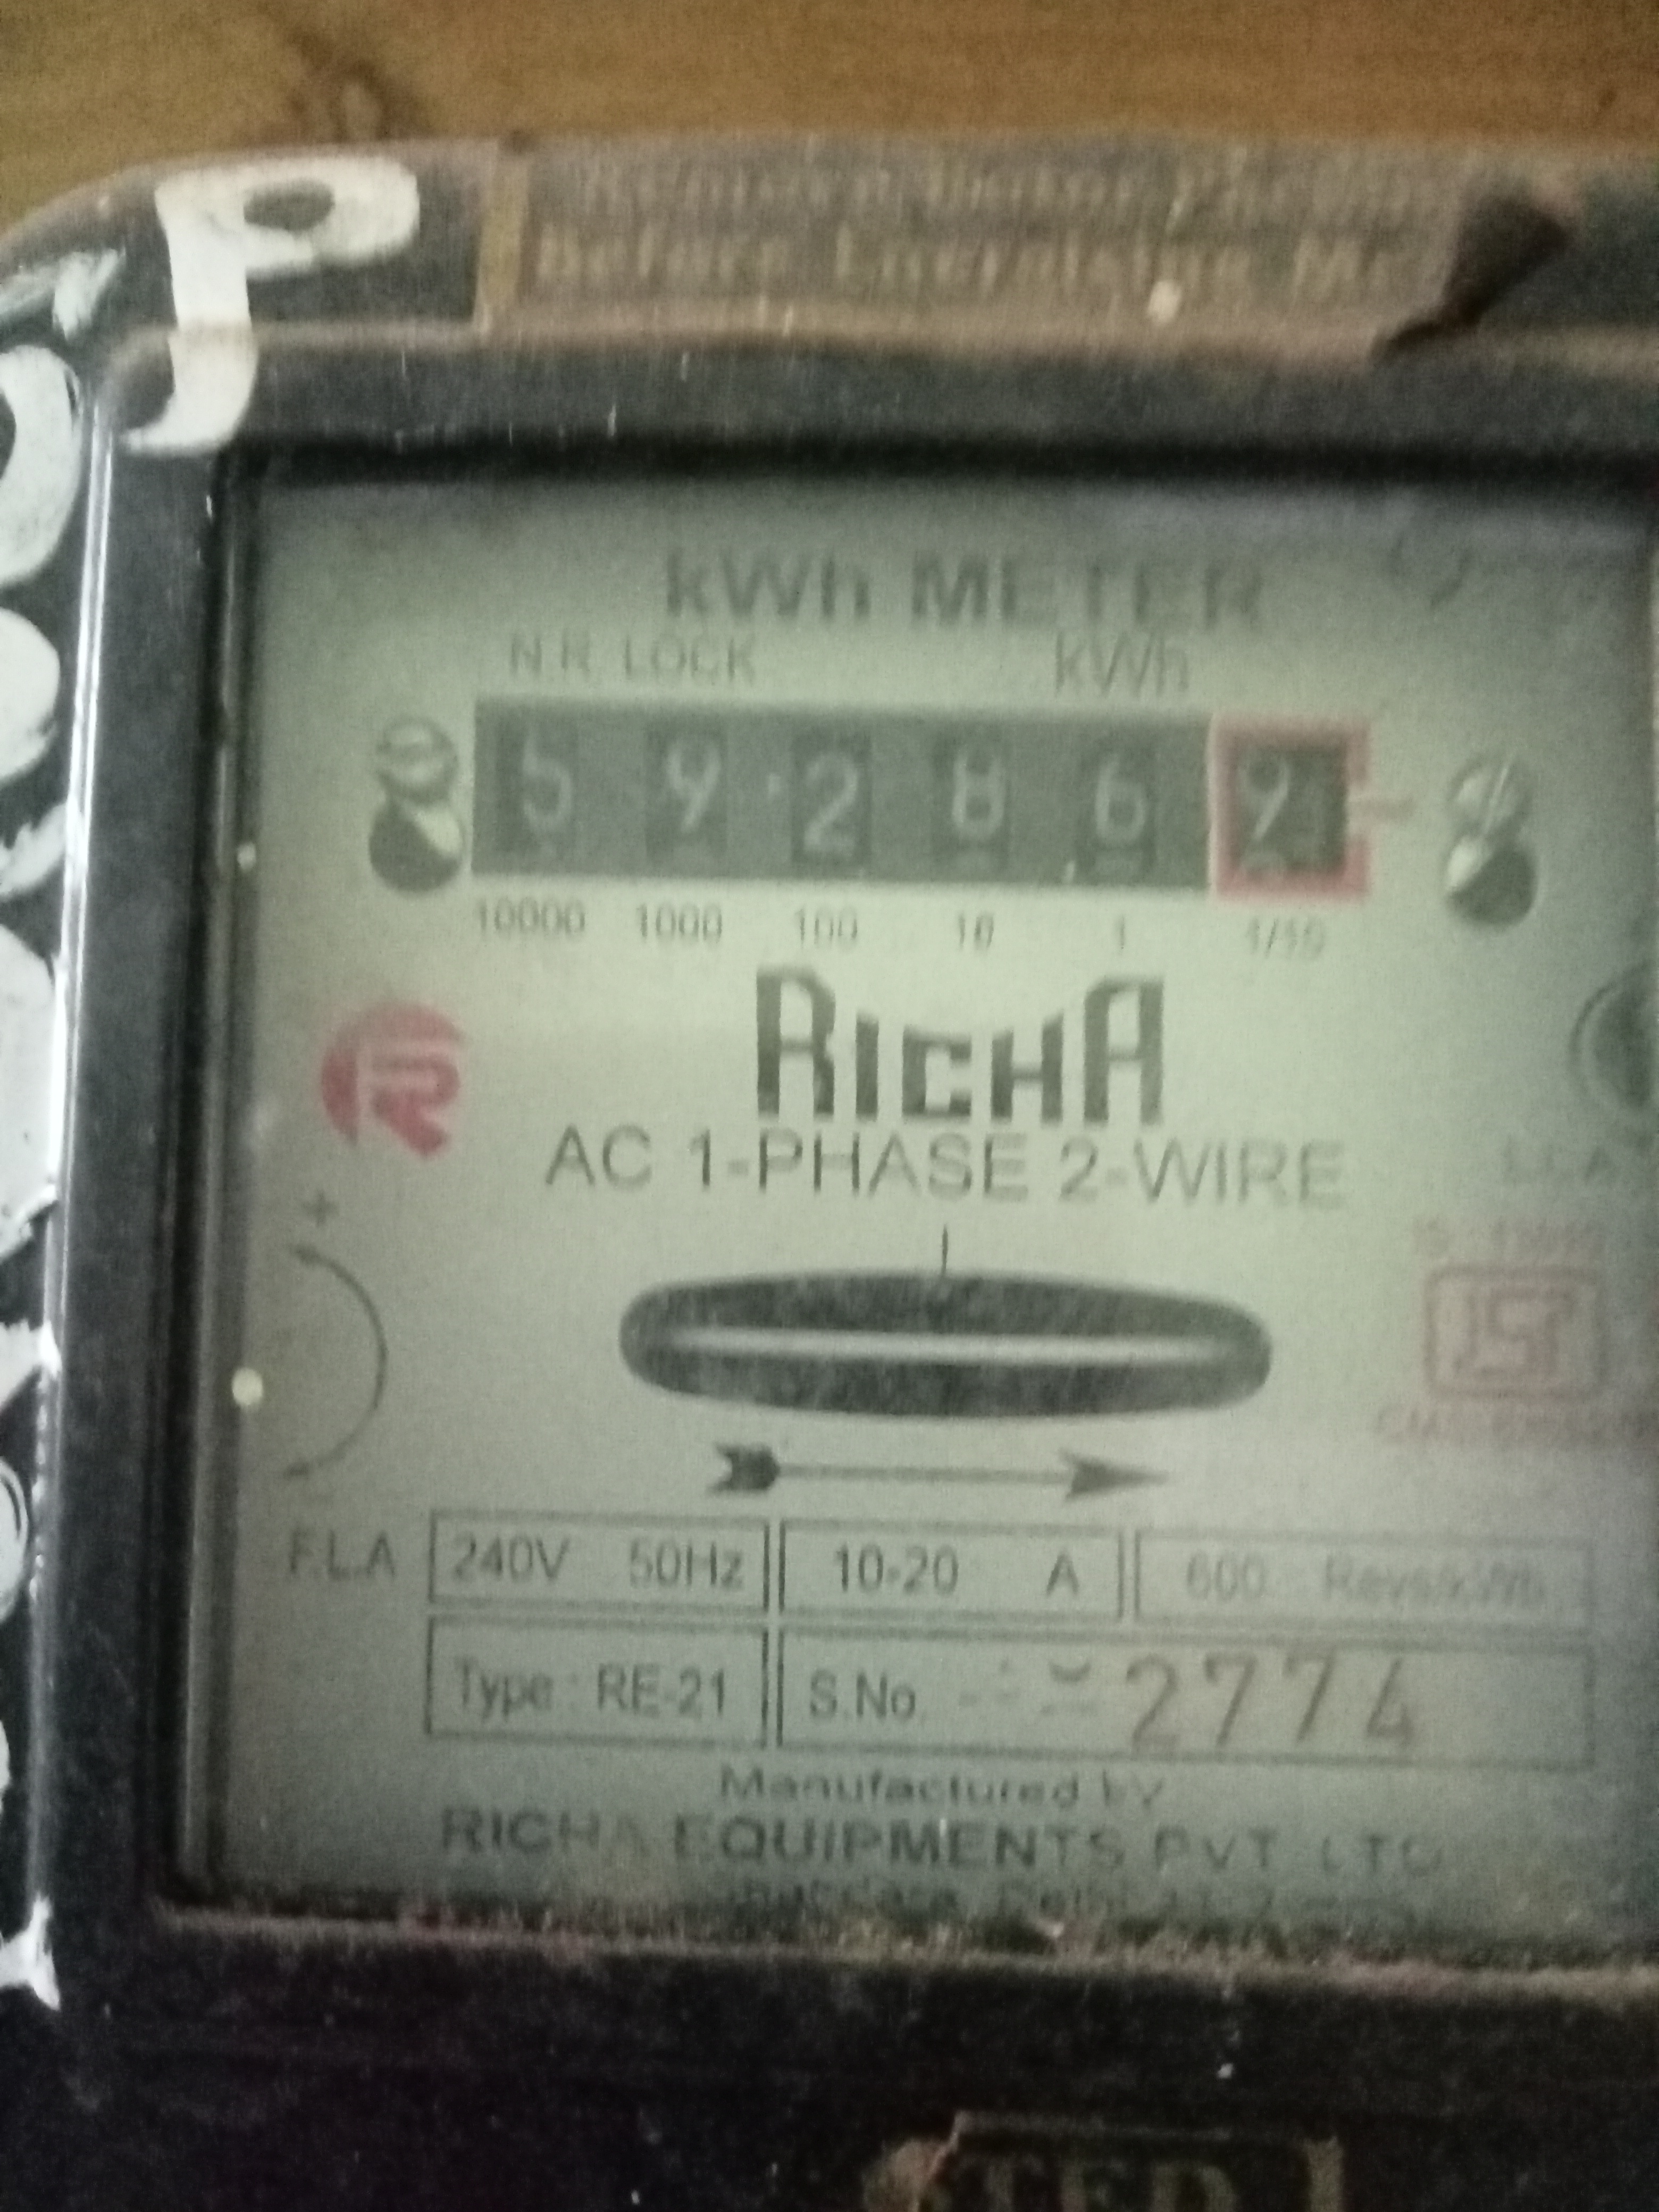 P
kWh METER
N.R. LOCK kWh
5 9 2 8 6 9
10000 1000 100 10 1 1/10
RICHA
AC 1-PHASE 2-WIRE
+
F.L.A 240V 50Hz 10-20 A 600 Revs/kWh
Type : RE-21 S.No. 2774
Manufactured by
RICHA EQUIPMENTS PVT. LTD